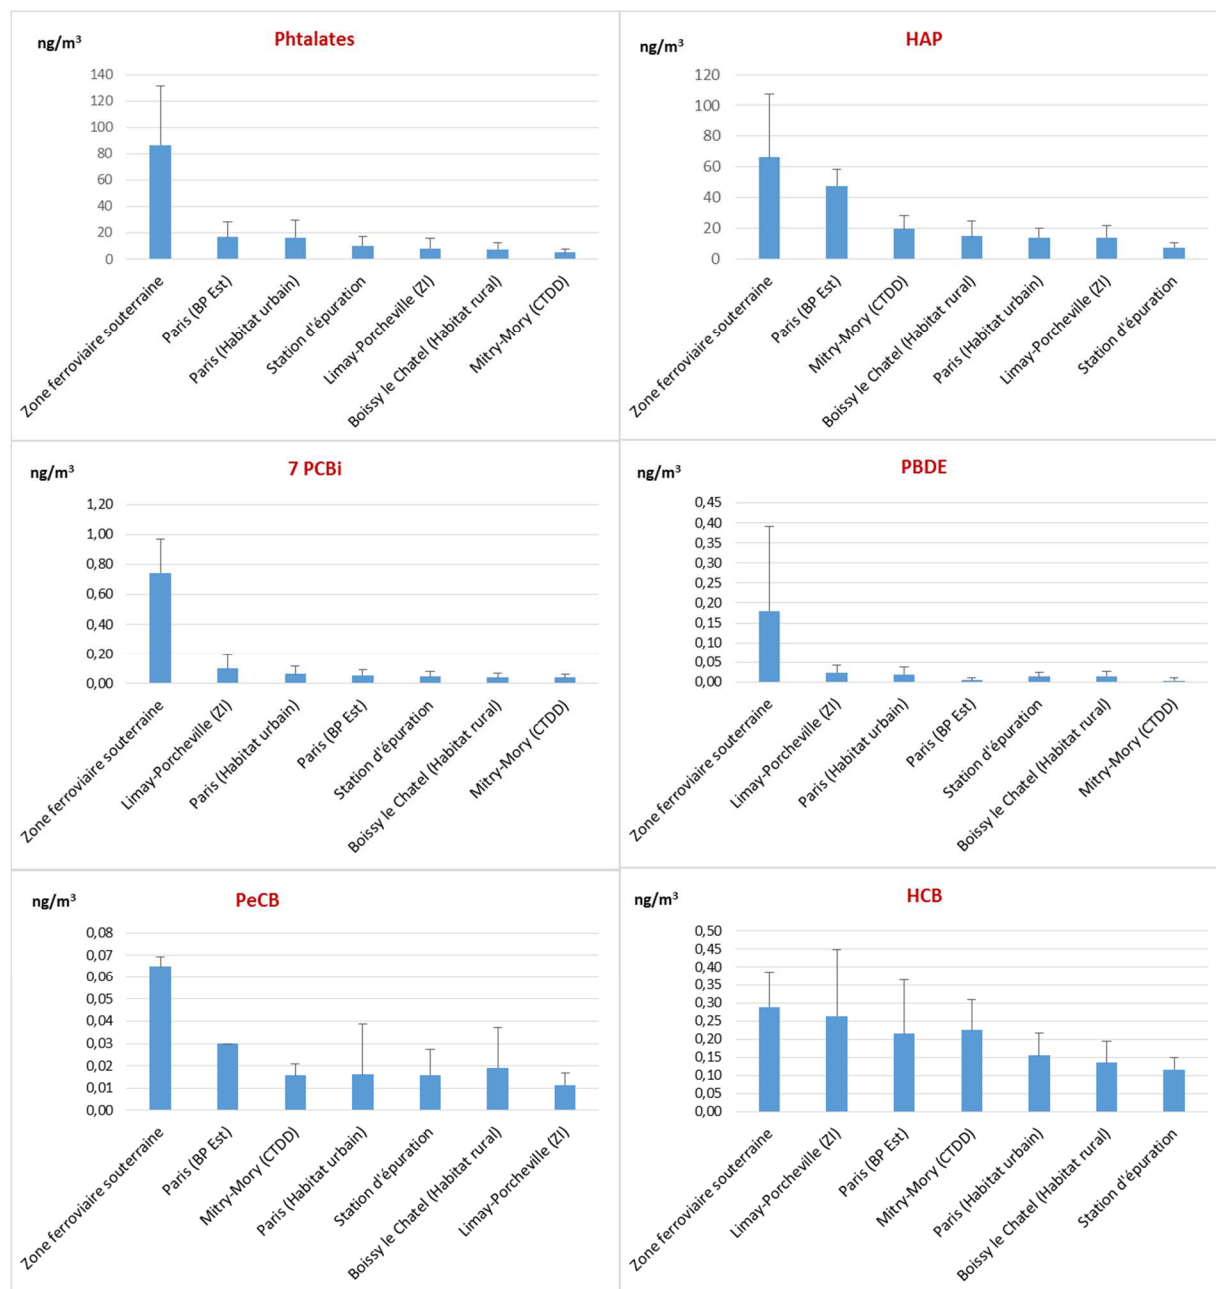 Phtalates
ng/m³
140
120
100
80
60
40
20
0
Zone ferroviaire souterraine
Paris (BP Est)
Paris (Habitat urbain)
Station d'épuration
Limay-Porcheville (ZI)
Boissy le Chatel (Habitat rural)
Mitry-Mory (CTDD)
HAP
ng/m³
120
100
80
60
40
20
0
Zone ferroviaire souterraine
Paris (BP Est)
Mitry-Mory (CTDD)
Boissy le Chatel (Habitat rural)
Paris (Habitat urbain)
Limay-Porcheville (ZI)
Station d'épuration
7 PCBi
ng/m³
1,20
1,00
0,80
0,60
0,40
0,20
0,00
Zone ferroviaire souterraine
Limay-Porcheville (ZI)
Paris (Habitat urbain)
Paris (BP Est)
Station d'épuration
Boissy le Chatel (Habitat rural)
Mitry-Mory (CTDD)
PBDE
ng/m³
0,45
0,40
0,35
0,30
0,25
0,20
0,15
0,10
0,05
0,00
Zone ferroviaire souterraine
Limay-Porcheville (ZI)
Paris (Habitat urbain)
Paris (BP Est)
Station d'épuration
Boissy le Chatel (Habitat rural)
Mitry-Mory (CTDD)
PeCB
ng/m³
0,08
0,07
0,06
0,05
0,04
0,03
0,02
0,01
0,00
Zone ferroviaire souterraine
Paris (BP Est)
Mitry-Mory (CTDD)
Paris (Habitat urbain)
Station d'épuration
Boissy le Chatel (Habitat rural)
Limay-Porcheville (ZI)
HCB
ng/m³
0,50
0,45
0,40
0,35
0,30
0,25
0,20
0,15
0,10
0,05
0,00
Zone ferroviaire souterraine
Limay-Porcheville (ZI)
Paris (BP Est)
Mitry-Mory (CTDD)
Paris (Habitat urbain)
Boissy le Chatel (Habitat rural)
Station d'épuration